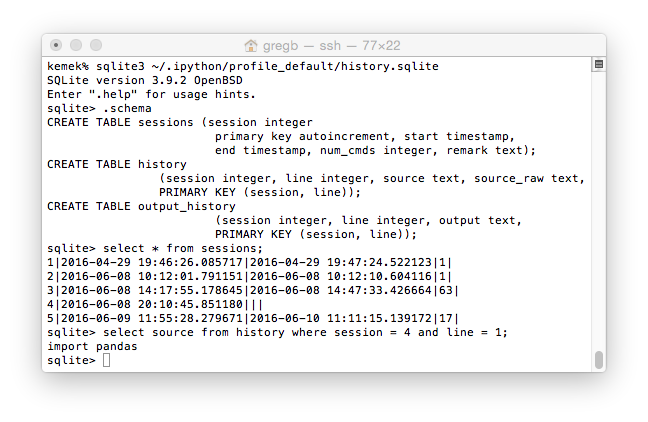 gregb — ssh — 77×22
kemek% sqlite3 ~/.ipython/profile_default/history.sqlite
SQLite version 3.9.2 OpenBSD
Enter ".help" for usage hints.
sqlite> .schema
CREATE TABLE sessions (session integer
primary key autoincrement, start timestamp,
end timestamp, num_cmds integer, remark text);
CREATE TABLE history
(session integer, line integer, source text, source_raw text,
PRIMARY KEY (session, line));
CREATE TABLE output_history
(session integer, line integer, output text,
PRIMARY KEY (session, line));
sqlite> select * from sessions;
1|2016-04-29 19:46:26.085717|2016-04-29 19:47:24.522123|1|
2|2016-06-08 10:12:01.791151|2016-06-08 10:12:10.604116|1|
3|2016-06-08 14:17:55.178645|2016-06-08 14:47:33.426664|63|
4|2016-06-08 20:10:45.851180|||
5|2016-06-09 11:55:28.279671|2016-06-10 11:11:15.139172|17|
sqlite> select source from history where session = 4 and line = 1;
import pandas
sqlite>